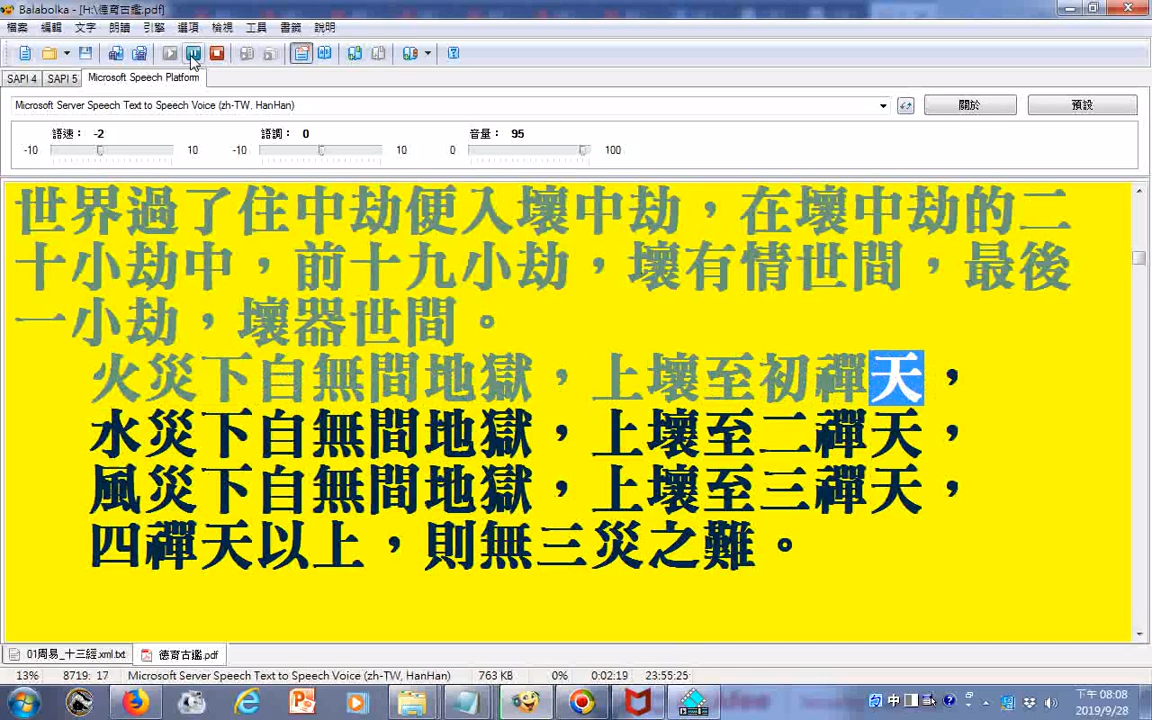 Balabolka - [H:\德育古鑑.pdf]
檔案 編輯 文字 朗讀 引擎 選項 檢視 工具 書籤 說明
SAPI 4 SAPI 5 Microsoft Speech Platform
Microsoft Server Speech Text to Speech Voice (zh-TW, HanHan) 關於 預設
語速： -2 語調： 0 音量： 95
-10 10 -10 10 0 100
世界過了住中劫便入壞中劫，在壞中劫的二
十小劫中，前十九小劫，壞有情世間，最後
一小劫，壞器世間。
火災下自無間地獄，上壞至初禪天，
水災下自無間地獄，上壞至二禪天，
風災下自無間地獄，上壞至三禪天，
四禪天以上，則無三災之難。
01周易_十三經.xml.txt 德育古鑑.pdf
13% 8719: 17 Microsoft Server Speech Text to Speech Voice (zh-TW, HanHan) 763 KB 0% 0:02:19 23:55:25
中 下午 08:08
2019/9/28